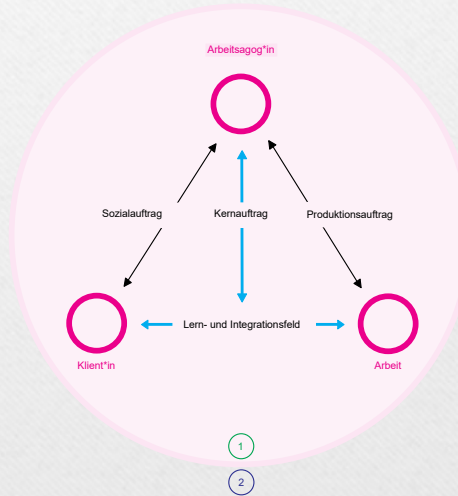 Arbeitsagog*in
Sozialauftrag
Kernauftrag
Produktionsauftrag
Lern- und Integrationsfeld
Klient*in
Arbeit
1
2